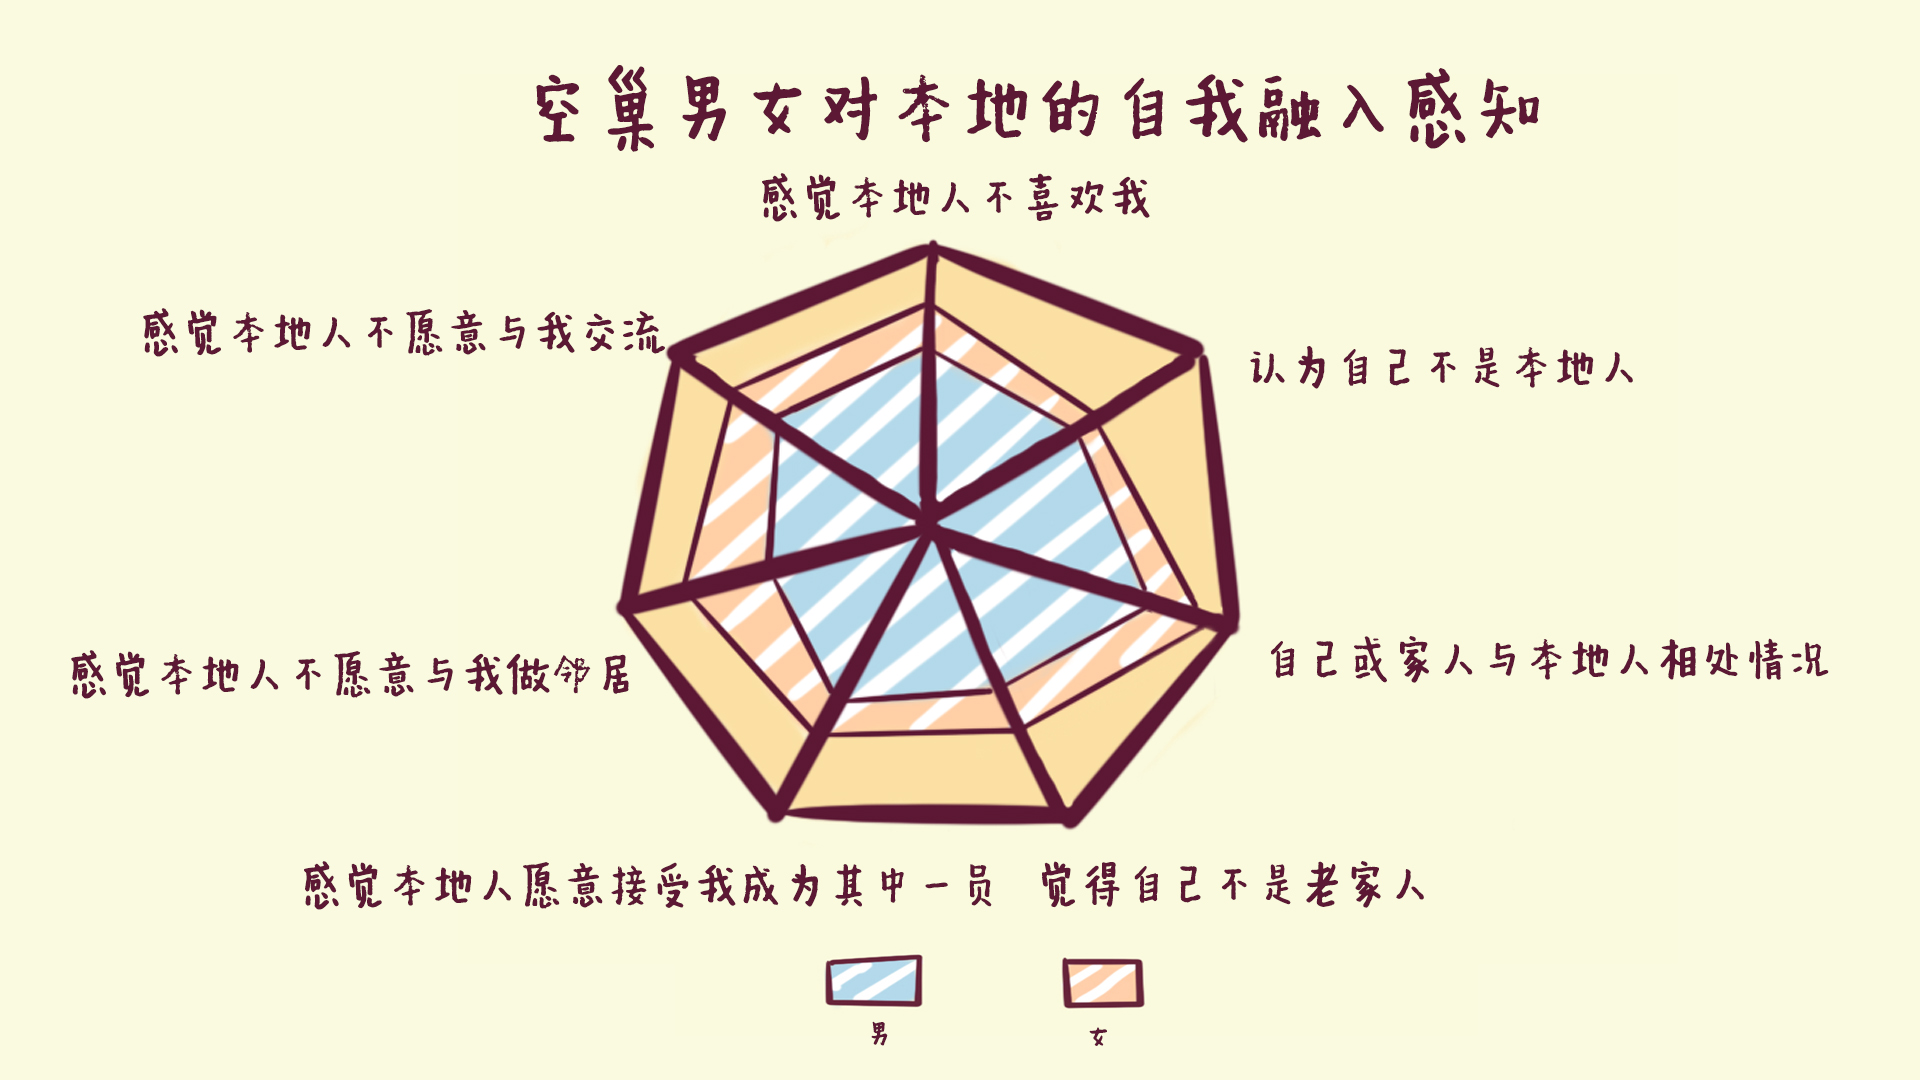 空巢男女对本地的自我融入感知
感觉本地人不喜欢我
感觉本地人不愿意与我交流
认为自己不是本地人
感觉本地人不愿意与我做邻居
自己或家人与本地人相处情况
感觉本地人愿意接受我成为其中一员
觉得自己不是老家人
男
女